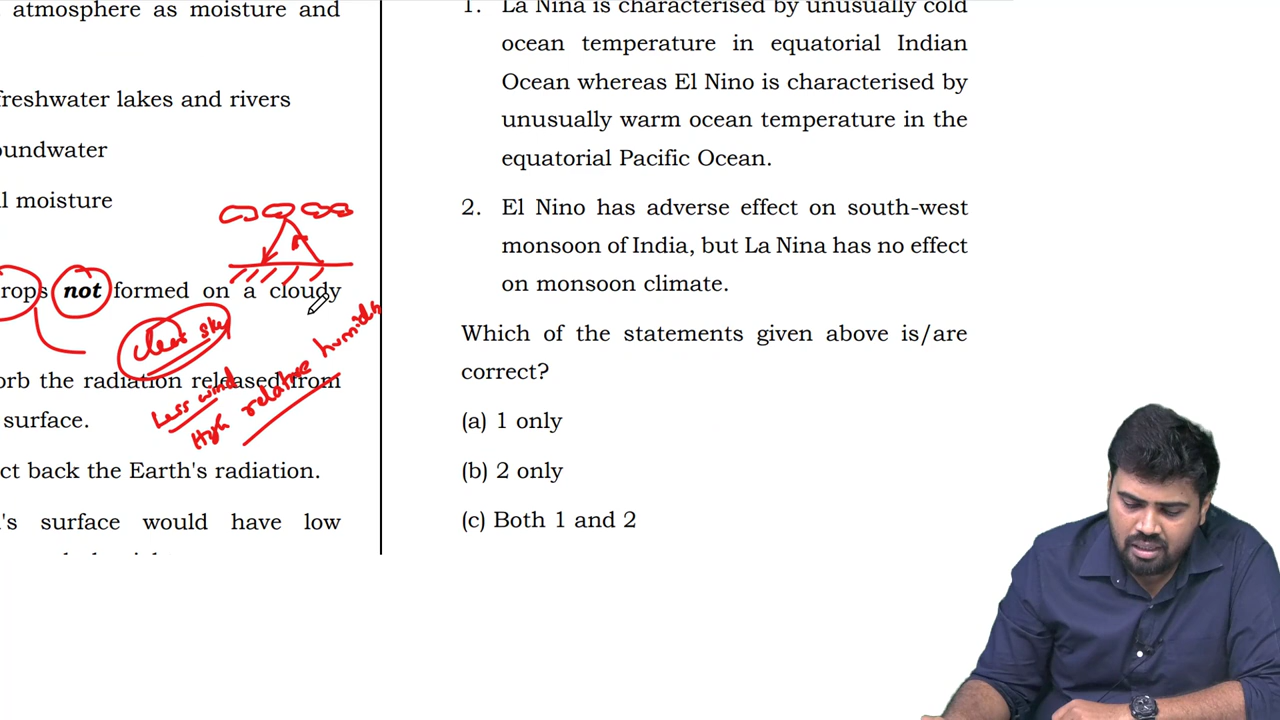 atmosphere as moisture and
freshwater lakes and rivers
oundwater
l moisture
rops not formed on a cloudy
clear sky
Less wind
High relative humidity
orb the radiation released from
surface.
ct back the Earth's radiation.
's surface would have low
1. La Nina is characterised by unusually cold
ocean temperature in equatorial Indian
Ocean whereas El Nino is characterised by
unusually warm ocean temperature in the
equatorial Pacific Ocean.
2. El Nino has adverse effect on south-west
monsoon of India, but La Nina has no effect
on monsoon climate.
Which of the statements given above is/are
correct?
(a) 1 only
(b) 2 only
(c) Both 1 and 2